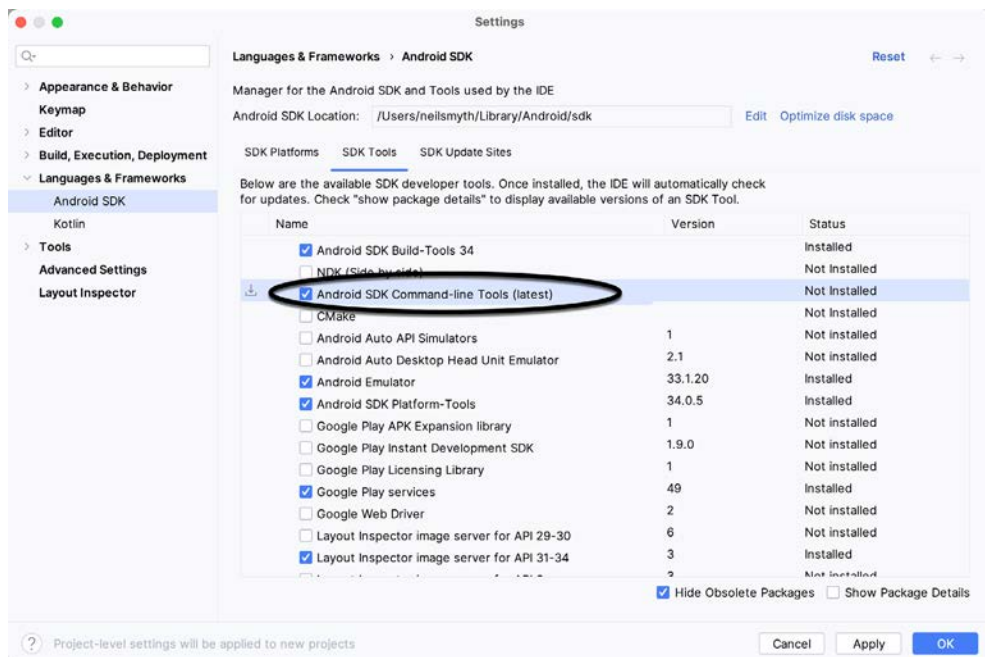 Settings
Languages & Frameworks › Android SDK
Reset
Appearance & Behavior
Keymap
Editor
Build, Execution, Deployment
Languages & Frameworks
Android SDK
Kotlin
Tools
Advanced Settings
Layout Inspector
Manager for the Android SDK and Tools used by the IDE
Android SDK Location: /Users/neilsmyth/Library/Android/sdk Edit Optimize disk space
SDK Platforms SDK Tools SDK Update Sites
Below are the available SDK developer tools. Once installed, the IDE will automatically check
for updates. Check "show package details" to display available versions of an SDK Tool.
Name Version Status
Android SDK Build-Tools 34 Installed
NDK (Side by side) Not Installed
Android SDK Command-line Tools (latest) Not Installed
CMake Not Installed
Android Auto API Simulators 1 Not installed
Android Auto Desktop Head Unit Emulator 2.1 Not installed
Android Emulator 33.1.20 Installed
Android SDK Platform-Tools 34.0.5 Installed
Google Play APK Expansion library 1 Not installed
Google Play Instant Development SDK 1.9.0 Not installed
Google Play Licensing Library 1 Not installed
Google Play services 49 Installed
Google Web Driver 2 Not installed
Layout Inspector image server for API 29-30 6 Not installed
Layout Inspector image server for API 31-34 3 Installed
3 Not installed
Hide Obsolete Packages Show Package Details
? Project-level settings will be applied to new projects
Cancel Apply OK